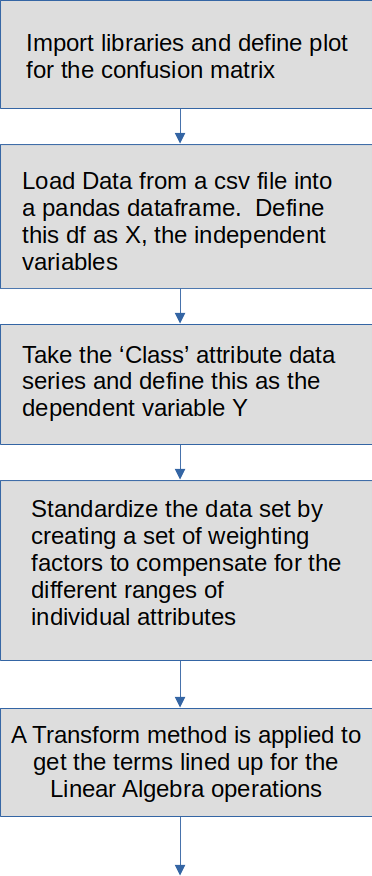 Import libraries and define plot
for the confusion matrix
Load Data from a csv file into
a pandas dataframe.  Define
this df as X, the independent
variables
Take the ‘Class’ attribute data
series and define this as the
dependent variable Y
Standardize the data set by
creating a set of weighting
factors to compensate for the
different ranges of
individual attributes
A Transform method is applied to
get the terms lined up for the
Linear Algebra operations